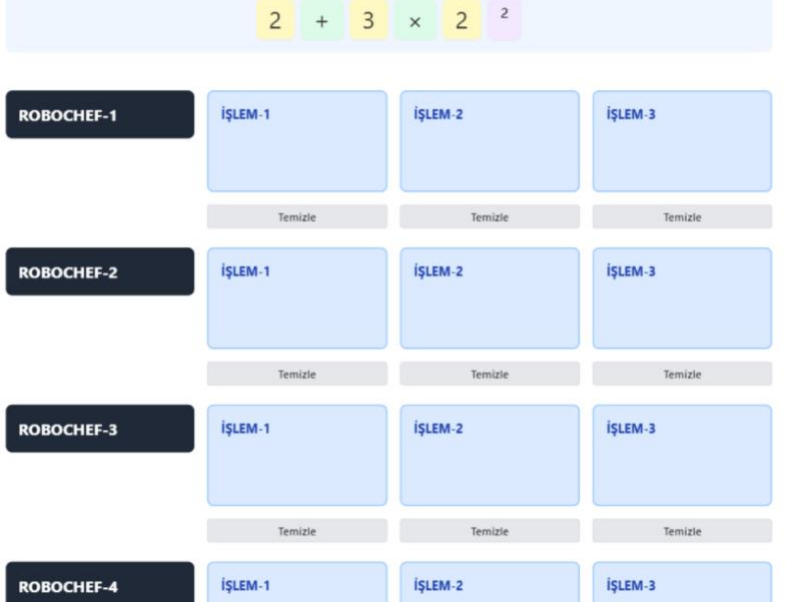 2 + 3 × 2 ²
ROBOCHEF-1 İŞLEM-1 İŞLEM-2 İŞLEM-3
Temizle Temizle Temizle
ROBOCHEF-2 İŞLEM-1 İŞLEM-2 İŞLEM-3
Temizle Temizle Temizle
ROBOCHEF-3 İŞLEM-1 İŞLEM-2 İŞLEM-3
Temizle Temizle Temizle
ROBOCHEF-4 İŞLEM-1 İŞLEM-2 İŞLEM-3